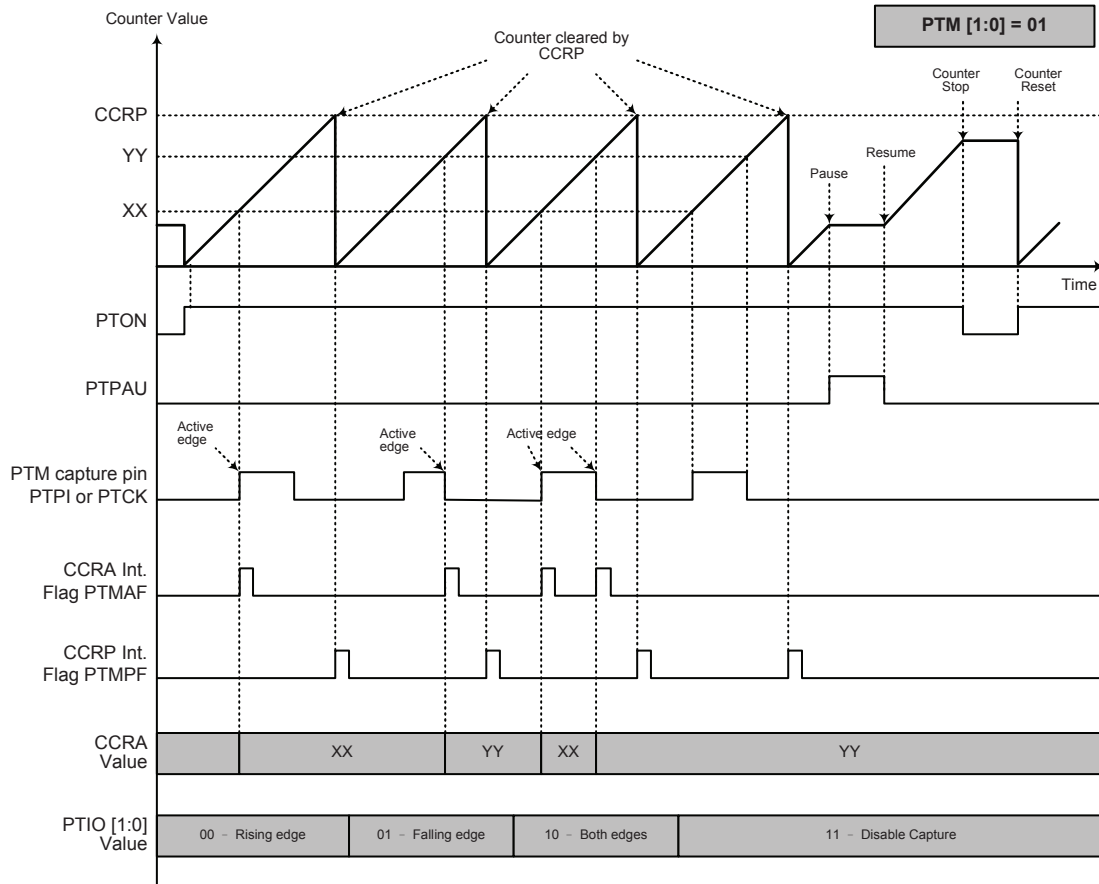 Counter Value
PTM [1:0] = 01
Counter cleared by
CCRP
Counter
Stop
Counter
Reset
CCRP
YY
XX
Pause
Resume
Time
PTON
PTPAU
Active
edge
Active
edge
Active edge
PTM capture pin
PTPI or PTCK
CCRA Int.
Flag PTMAF
CCRP Int.
Flag PTMPF
CCRA
Value
XX
YY
XX
YY
PTIO [1:0]
Value
00 - Rising edge
01 - Falling edge
10 - Both edges
11 - Disable Capture